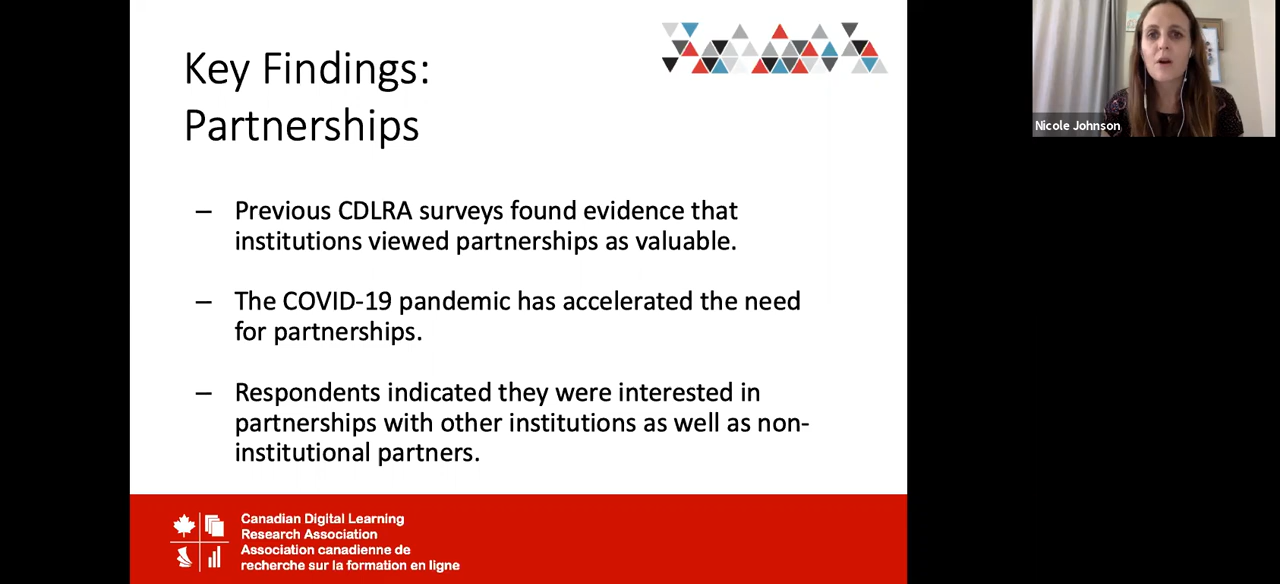 Key Findings:
Partnerships
– Previous CDLRA surveys found evidence that
institutions viewed partnerships as valuable.
– The COVID-19 pandemic has accelerated the need
for partnerships.
– Respondents indicated they were interested in
partnerships with other institutions as well as non-
institutional partners.
Canadian Digital Learning
Research Association
Association canadienne de
recherche sur la formation en ligne
Nicole Johnson